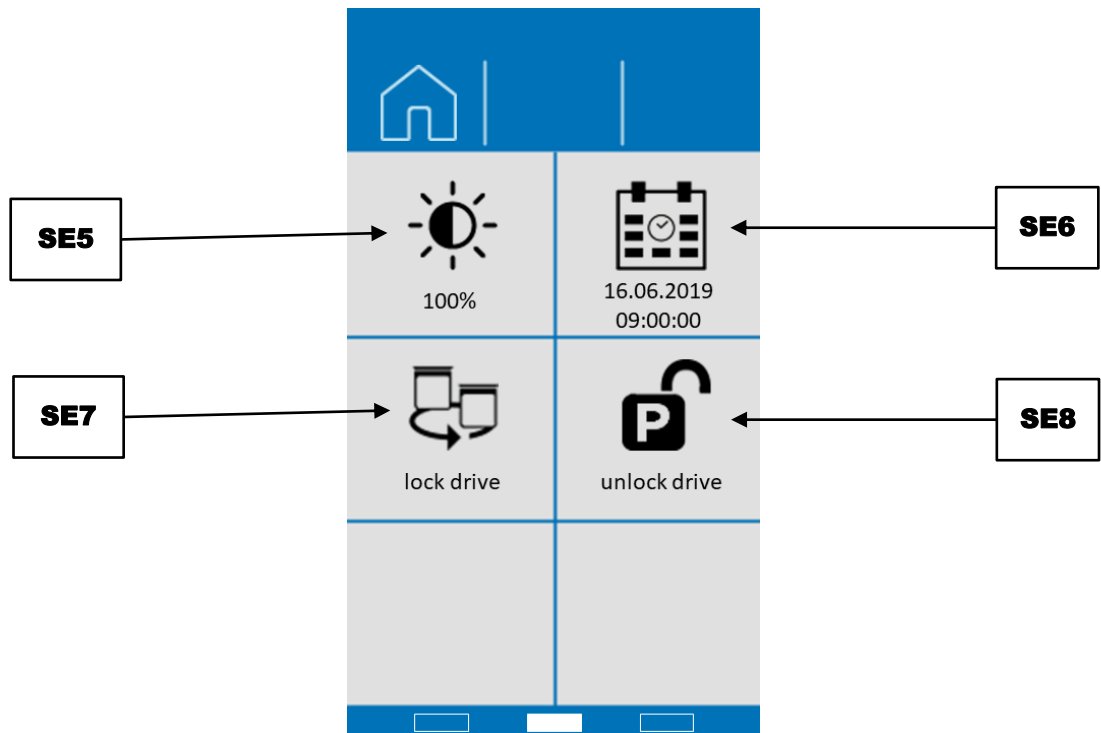 SE5
SE6
100%
16.06.2019
09:00:00
SE7
SE8
P
lock drive
unlock drive